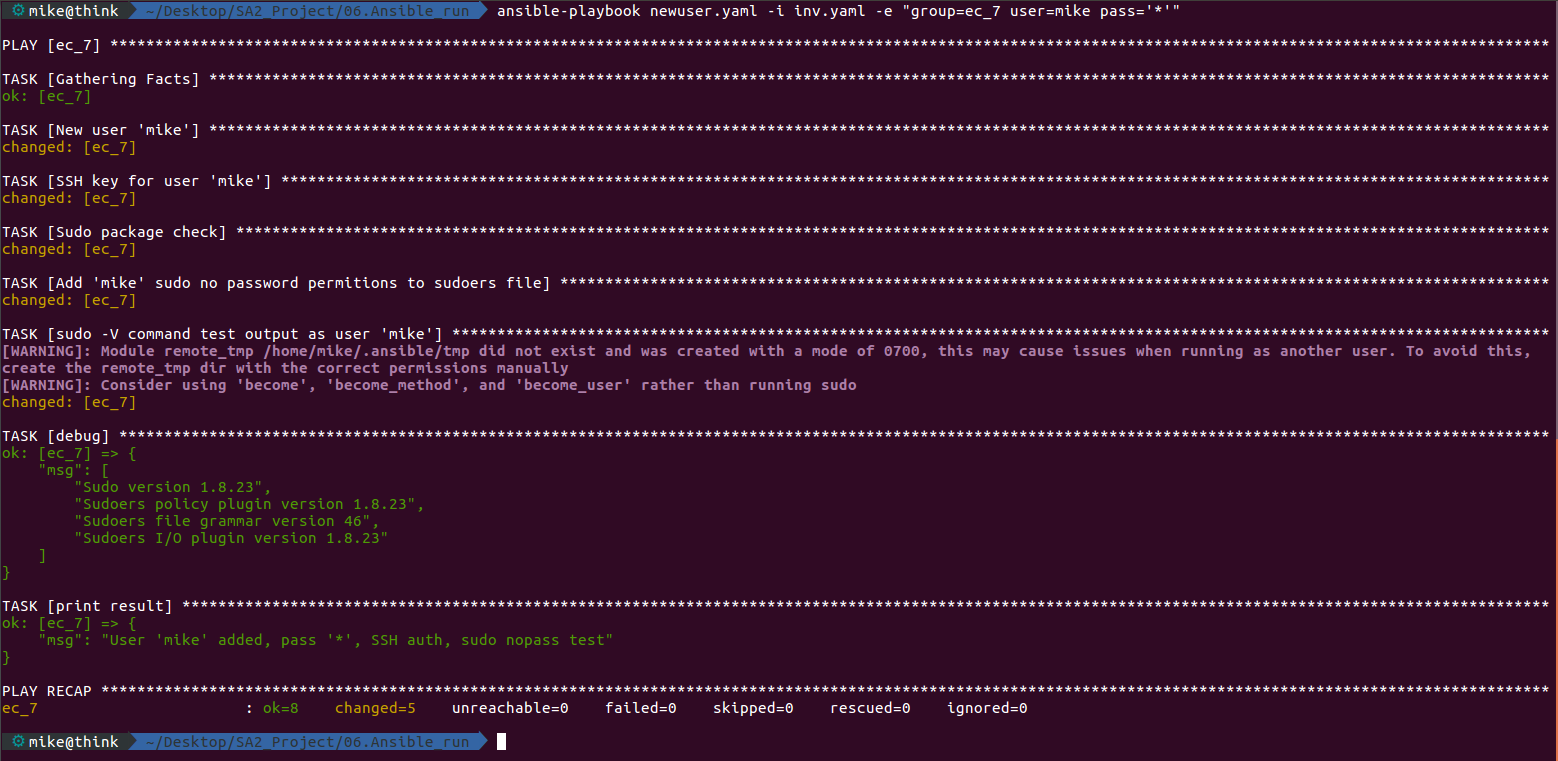 mike@think ~/Desktop/SA2_Project/06.Ansible_run ansible-playbook newuser.yaml -i inv.yaml -e "group=ec_7 user=mike pass='*'"
PLAY [ec_7] ****************************************************************************************************************************************************************
TASK [Gathering Facts] *****************************************************************************************************************************************************
ok: [ec_7]
TASK [New user 'mike'] *****************************************************************************************************************************************************
changed: [ec_7]
TASK [SSH key for user 'mike'] *********************************************************************************************************************************************
changed: [ec_7]
TASK [Sudo package check] **************************************************************************************************************************************************
changed: [ec_7]
TASK [Add 'mike' sudo no password permitions to sudoers file] **************************************************************************************************************
changed: [ec_7]
TASK [sudo -V command test output as user 'mike'] **************************************************************************************************************************
[WARNING]: Module remote_tmp /home/mike/.ansible/tmp did not exist and was created with a mode of 0700, this may cause issues when running as another user. To avoid this,
create the remote_tmp dir with the correct permissions manually
[WARNING]: Consider using 'become', 'become_method', and 'become_user' rather than running sudo
changed: [ec_7]
TASK [debug] ***************************************************************************************************************************************************************
ok: [ec_7] => {
    "msg": [
        "Sudo version 1.8.23",
        "Sudoers policy plugin version 1.8.23",
        "Sudoers file grammar version 46",
        "Sudoers I/O plugin version 1.8.23"
    ]
}
TASK [print result] ********************************************************************************************************************************************************
ok: [ec_7] => {
    "msg": "User 'mike' added, pass '*', SSH auth, sudo nopass test"
}
PLAY RECAP *****************************************************************************************************************************************************************
ec_7                       : ok=8    changed=5    unreachable=0    failed=0    skipped=0    rescued=0    ignored=0
mike@think ~/Desktop/SA2_Project/06.Ansible_run